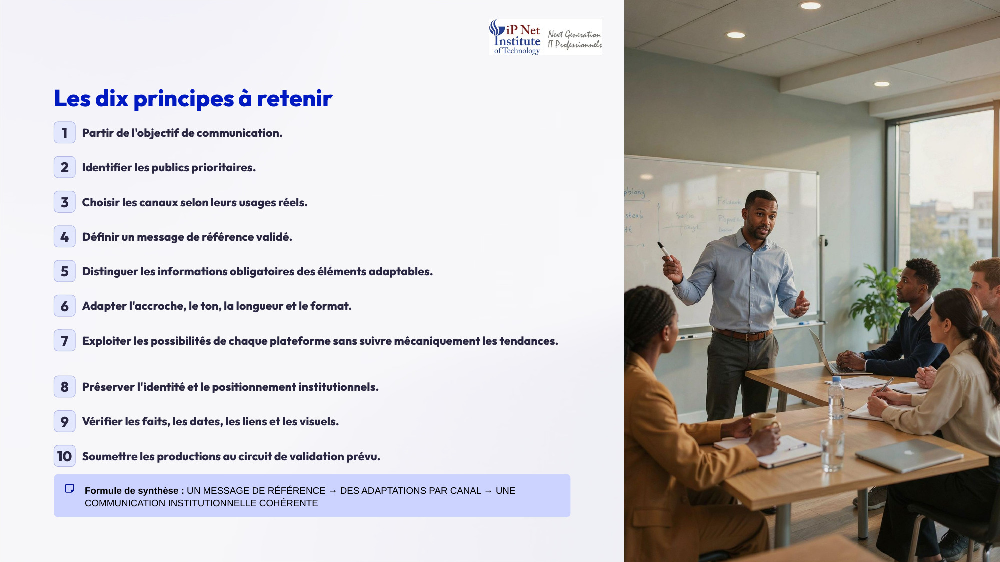 iP Net
Institute
of Technology
Next Generation
IT Professionnels
Les dix principes à retenir
1 Partir de l'objectif de communication.
2 Identifier les publics prioritaires.
3 Choisir les canaux selon leurs usages réels.
4 Définir un message de référence validé.
5 Distinguer les informations obligatoires des éléments adaptables.
6 Adapter l'accroche, le ton, la longueur et le format.
7 Exploiter les possibilités de chaque plateforme sans suivre mécaniquement les tendances.
8 Préserver l'identité et le positionnement institutionnels.
9 Vérifier les faits, les dates, les liens et les visuels.
10 Soumettre les productions au circuit de validation prévu.
Formule de synthèse : UN MESSAGE DE RÉFÉRENCE → DES ADAPTATIONS PAR CANAL → UNE
COMMUNICATION INSTITUTIONNELLE COHÉRENTE